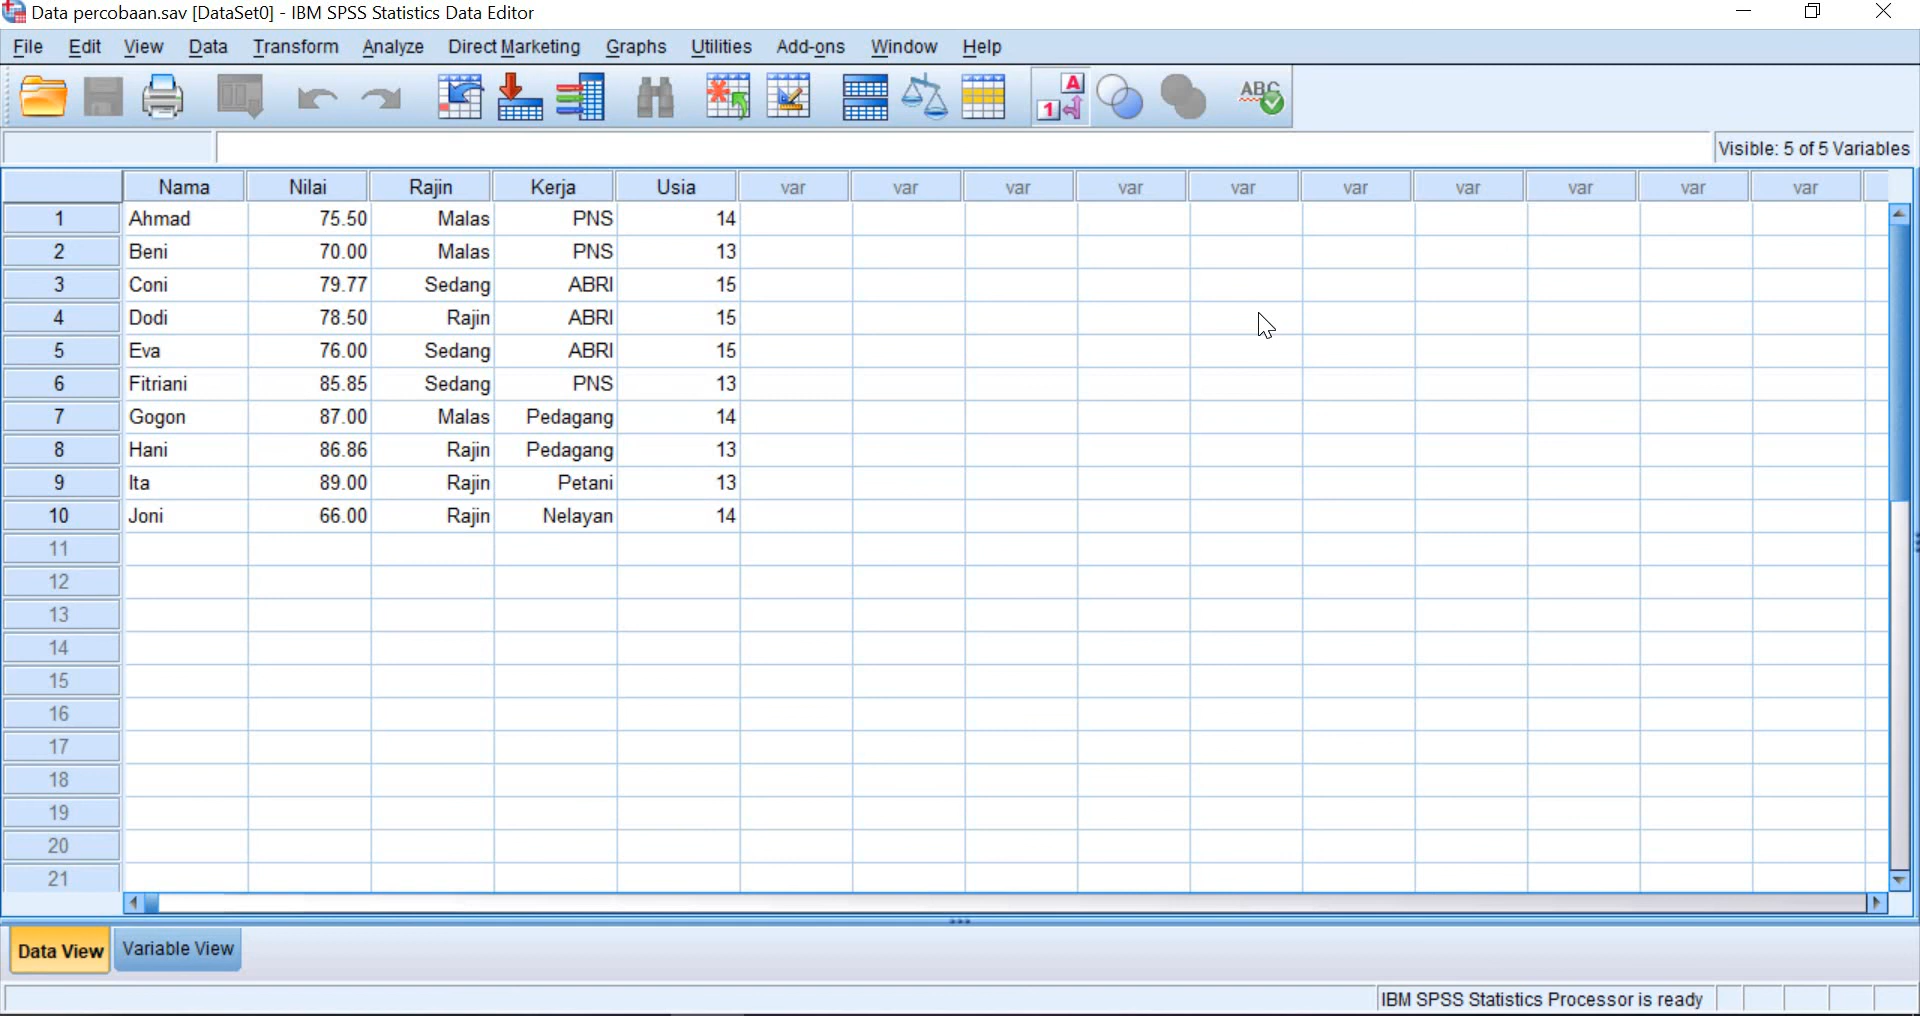 Data percobaan.sav [DataSet0] - IBM SPSS Statistics Data Editor
File Edit View Data Transform Analyze Direct Marketing Graphs Utilities Add-ons Window Help
1 A ABC
Visible: 5 of 5 Variables
Nama Nilai Rajin Kerja Usia var var var var var var var var var var
1 Ahmad 75.50 Malas PNS 14
2 Beni 70.00 Malas PNS 13
3 Coni 79.77 Sedang ABRI 15
4 Dodi 78.50 Rajin ABRI 15
5 Eva 76.00 Sedang ABRI 15
6 Fitriani 85.85 Sedang PNS 13
7 Gogon 87.00 Malas Pedagang 14
8 Hani 86.86 Rajin Pedagang 13
9 Ita 89.00 Rajin Petani 13
10 Joni 66.00 Rajin Nelayan 14
11
12
13
14
15
16
17
18
19
20
21
Data View Variable View
IBM SPSS Statistics Processor is ready